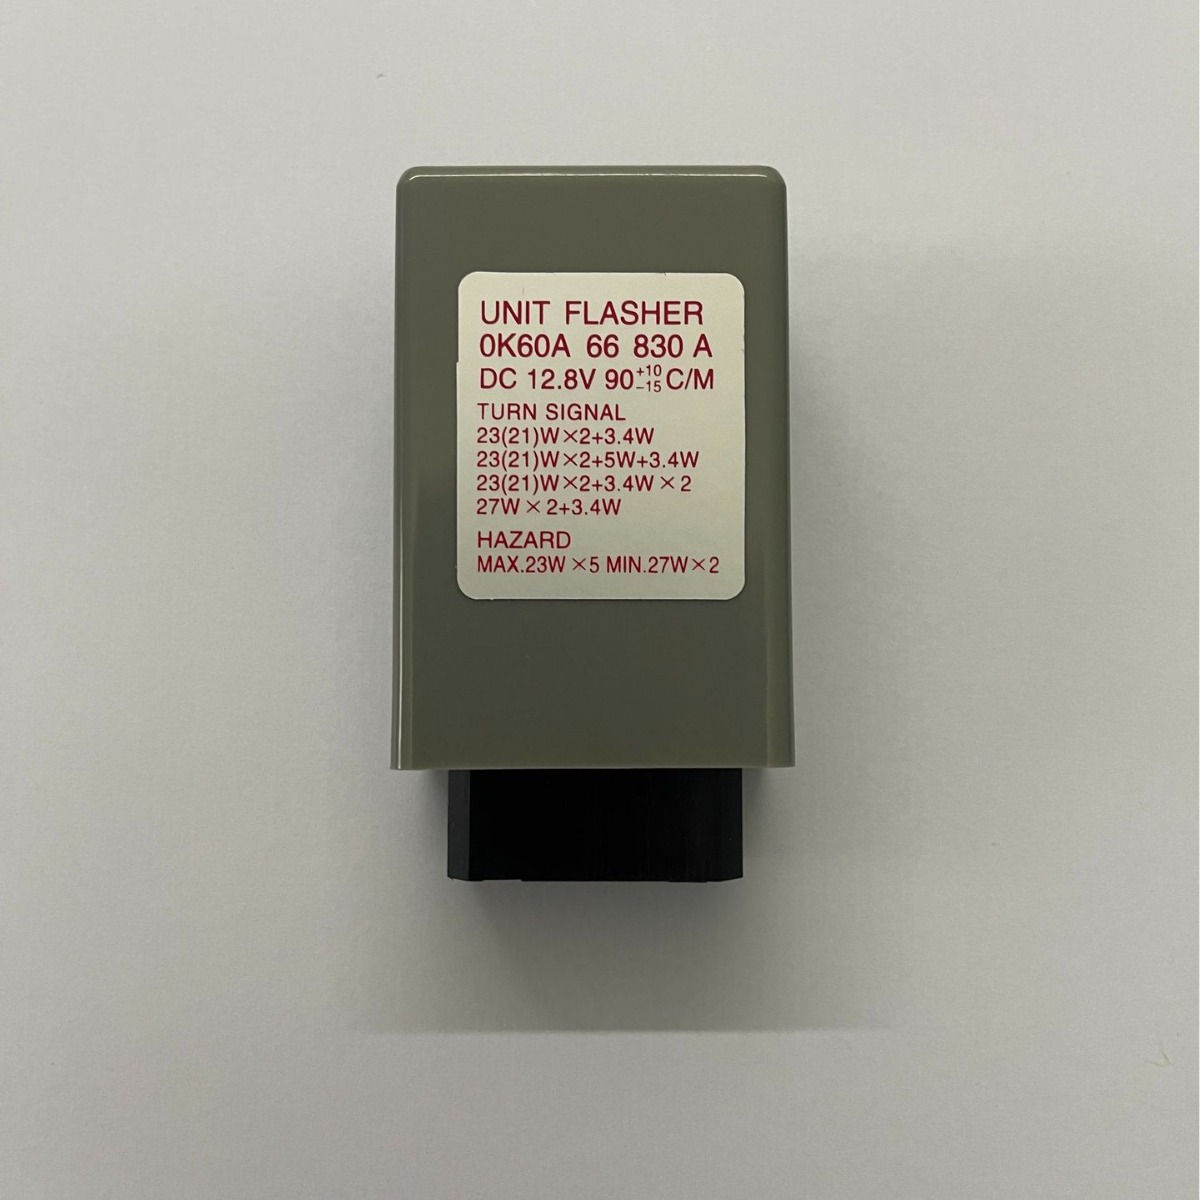 UNIT FLASHER
0K60A 66 830 A
DC 12.8V 90+10−15C/M
TURN SIGNAL
23(21)W×2+3.4W
23(21)W×2+5W+3.4W
23(21)W×2+3.4W×2
27W×2+3.4W
HAZARD
MAX.23W×5 MIN.27W×2